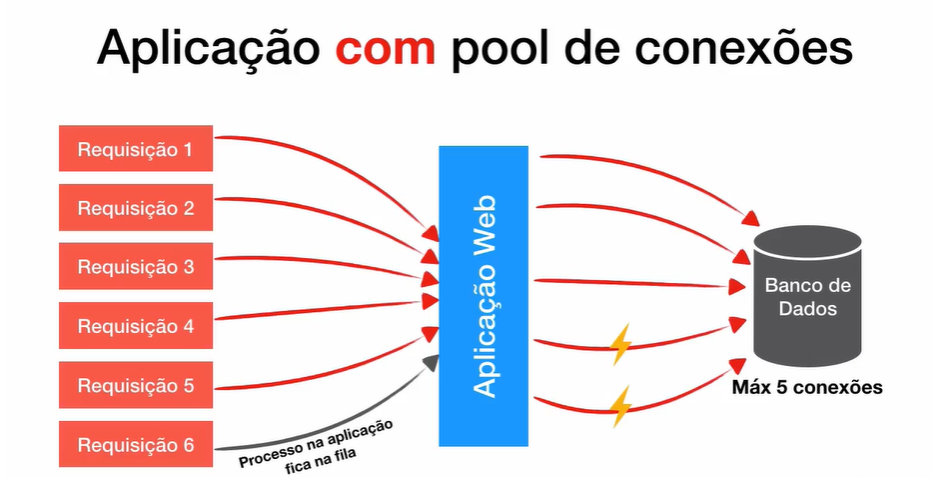 Aplicação com pool de conexões
Requisição 1
Requisição 2
Requisição 3
Requisição 4
Requisição 5
Requisição 6
Processo na aplicação
fica na fila
Aplicação Web
Banco de
Dados
Máx 5 conexões